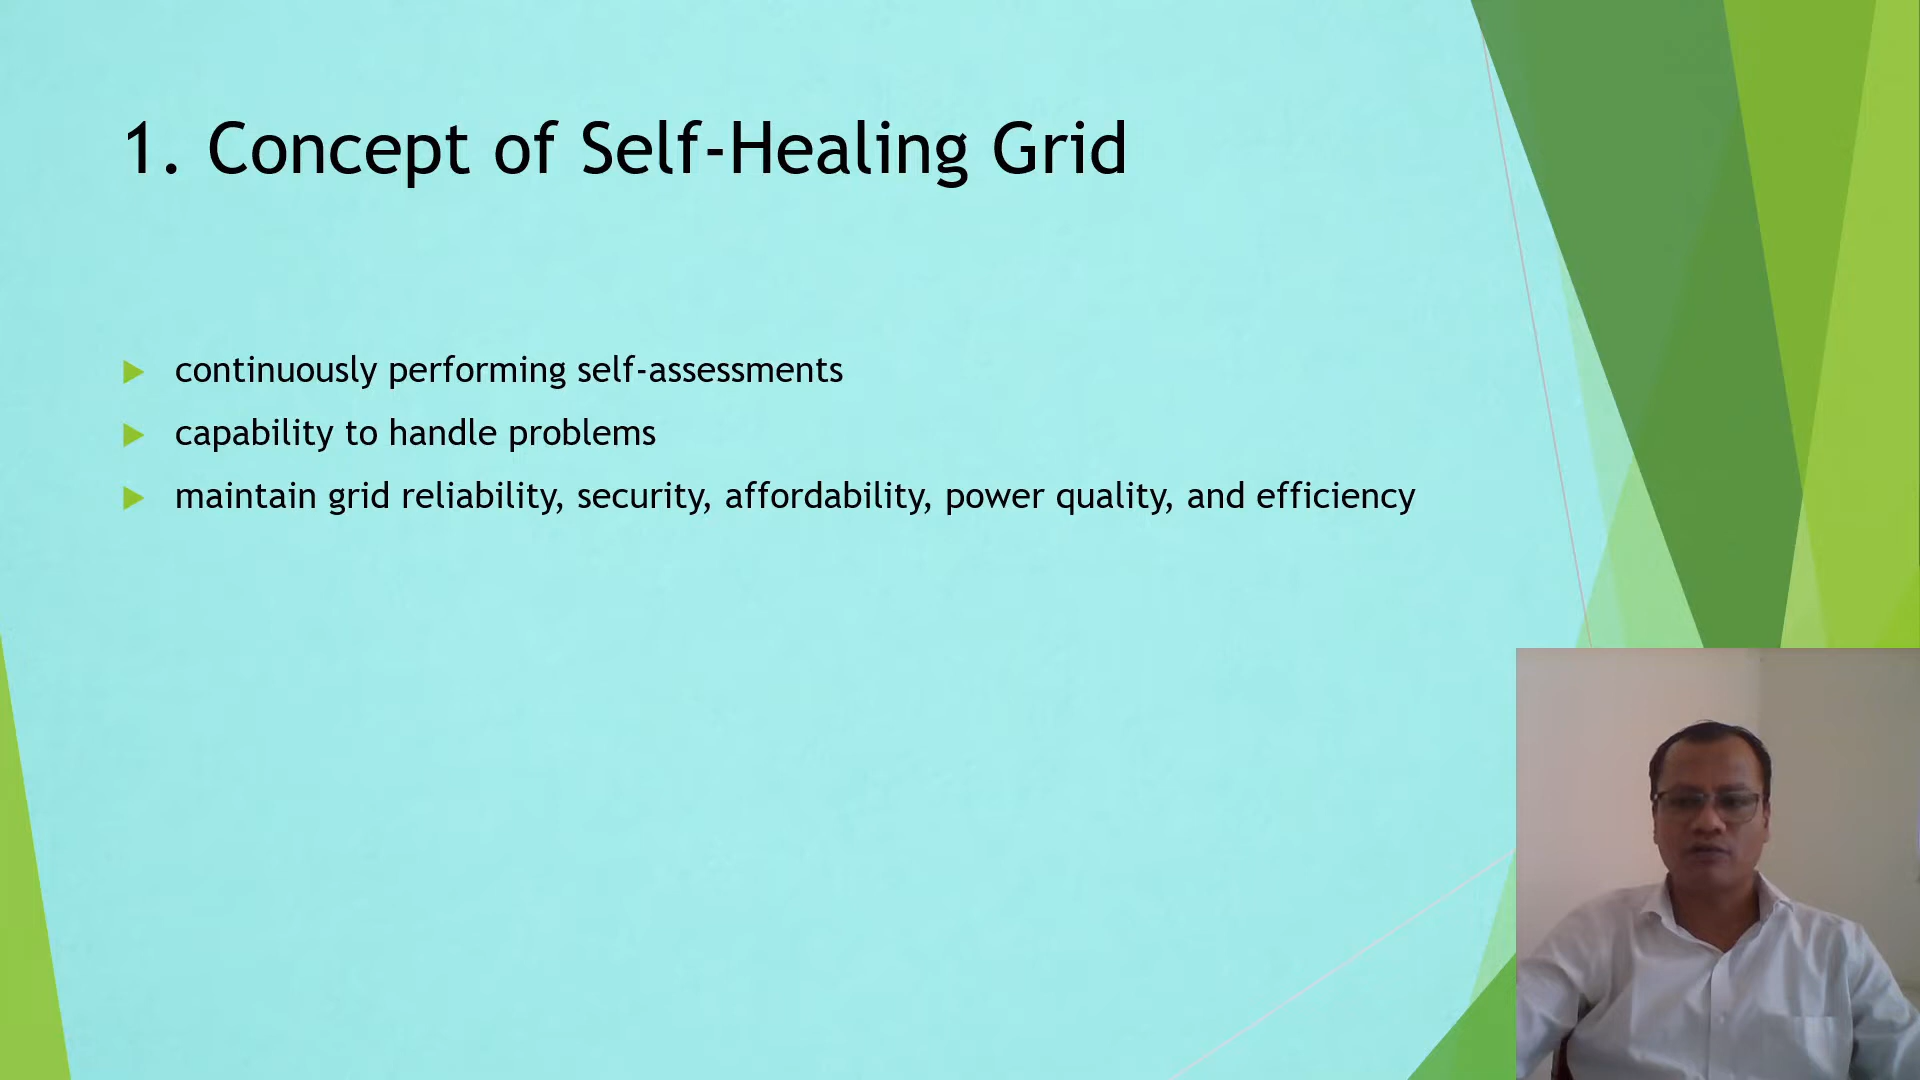 1. Concept of Self-Healing Grid
continuously performing self-assessments
capability to handle problems
maintain grid reliability, security, affordability, power quality, and efficiency